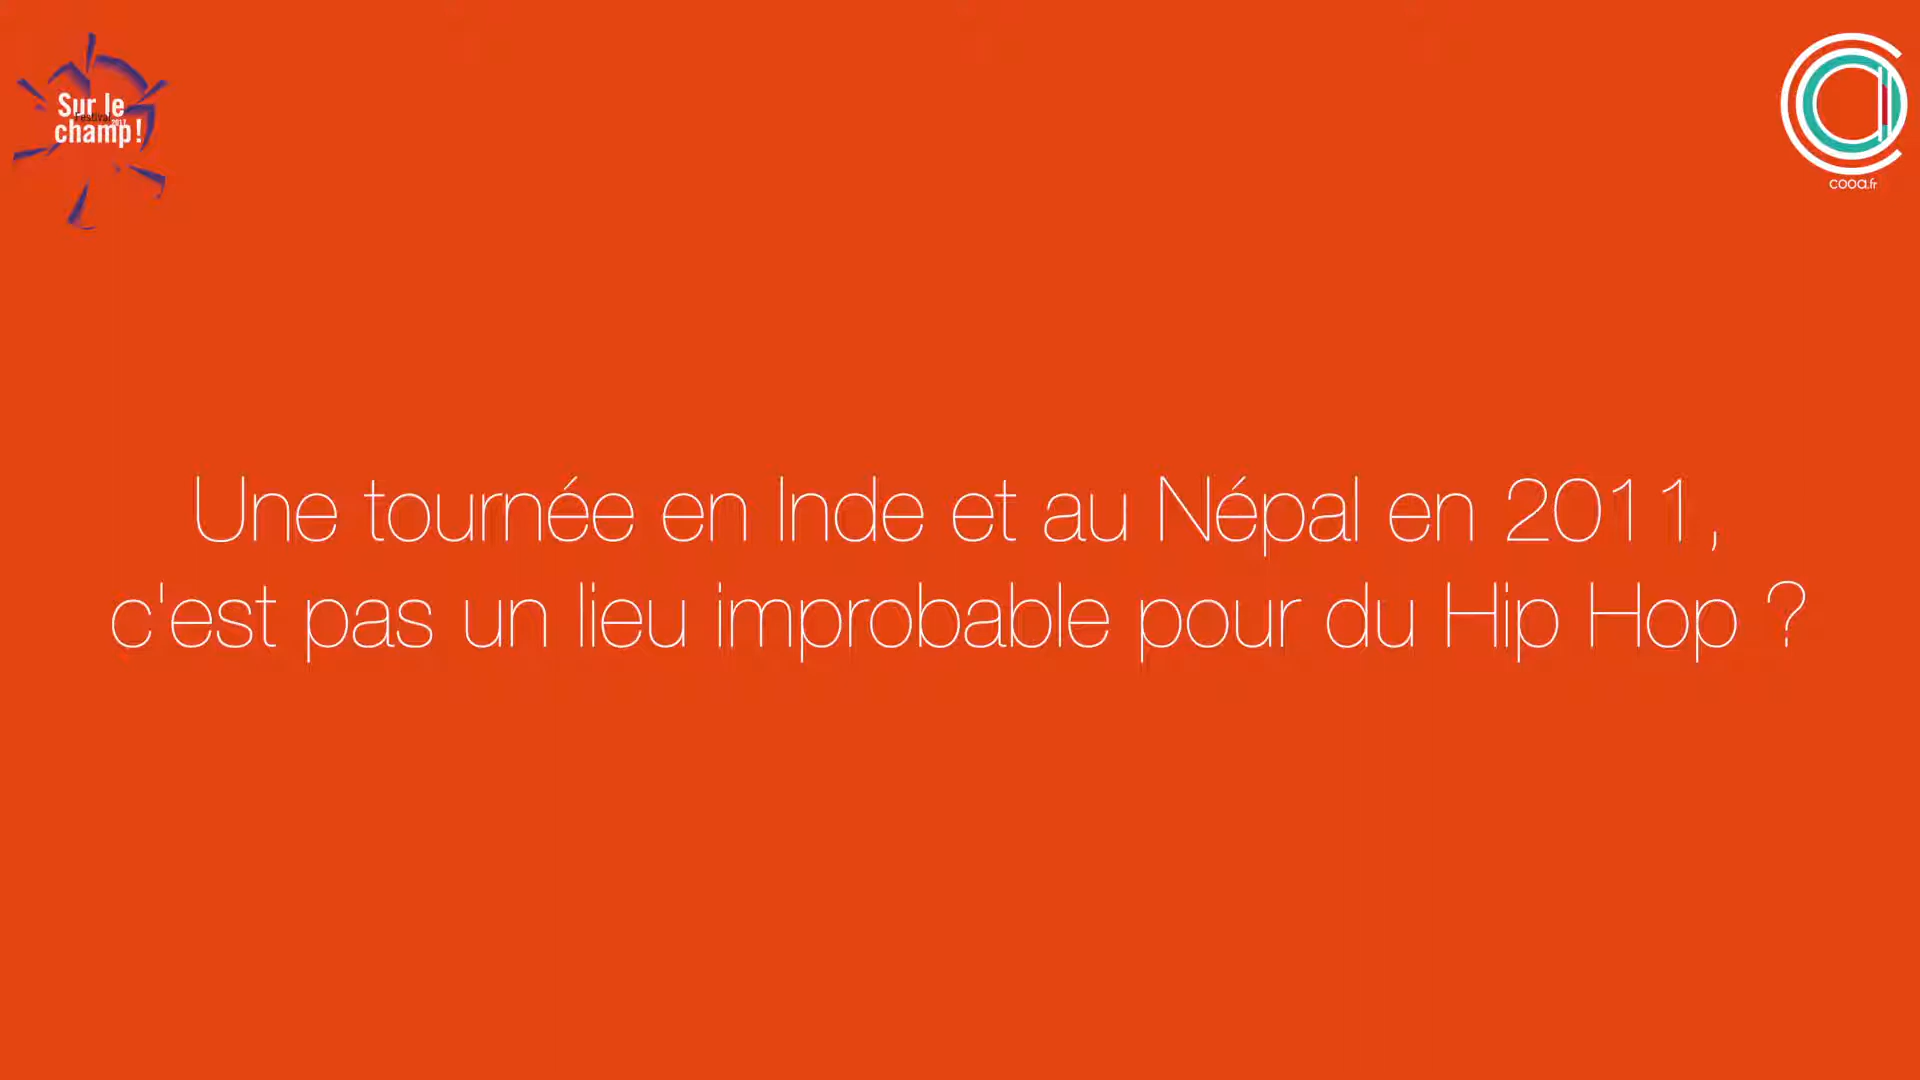 Sur le
Festival
champ!
cooa.fr
Une tournée en Inde et au Népal en 2011,
c'est pas un lieu improbable pour du Hip Hop ?